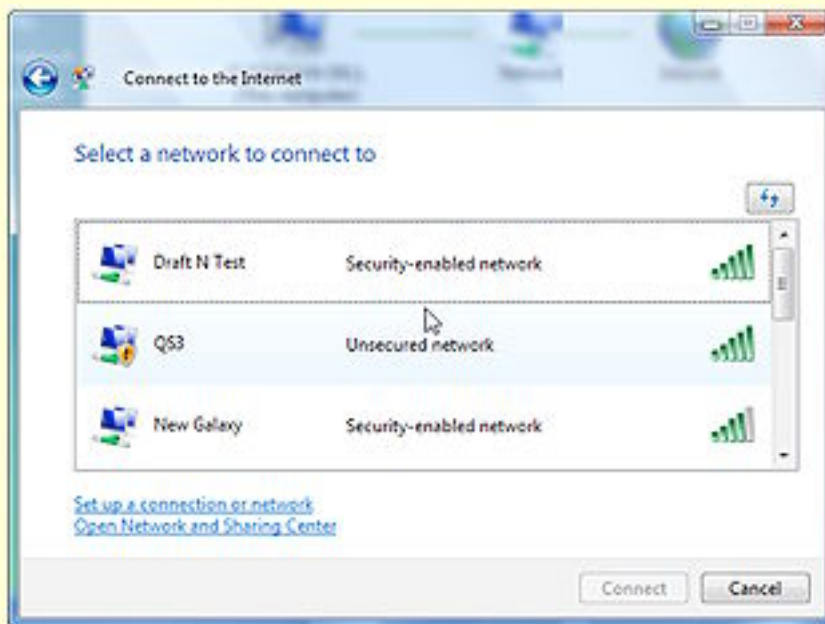 Connect to the Internet
Select a network to connect to
Draft N Test Security-enabled network
QS3 Unsecured network
New Galaxy Security-enabled network
Set up a connection or network
Open Network and Sharing Center
Connect Cancel